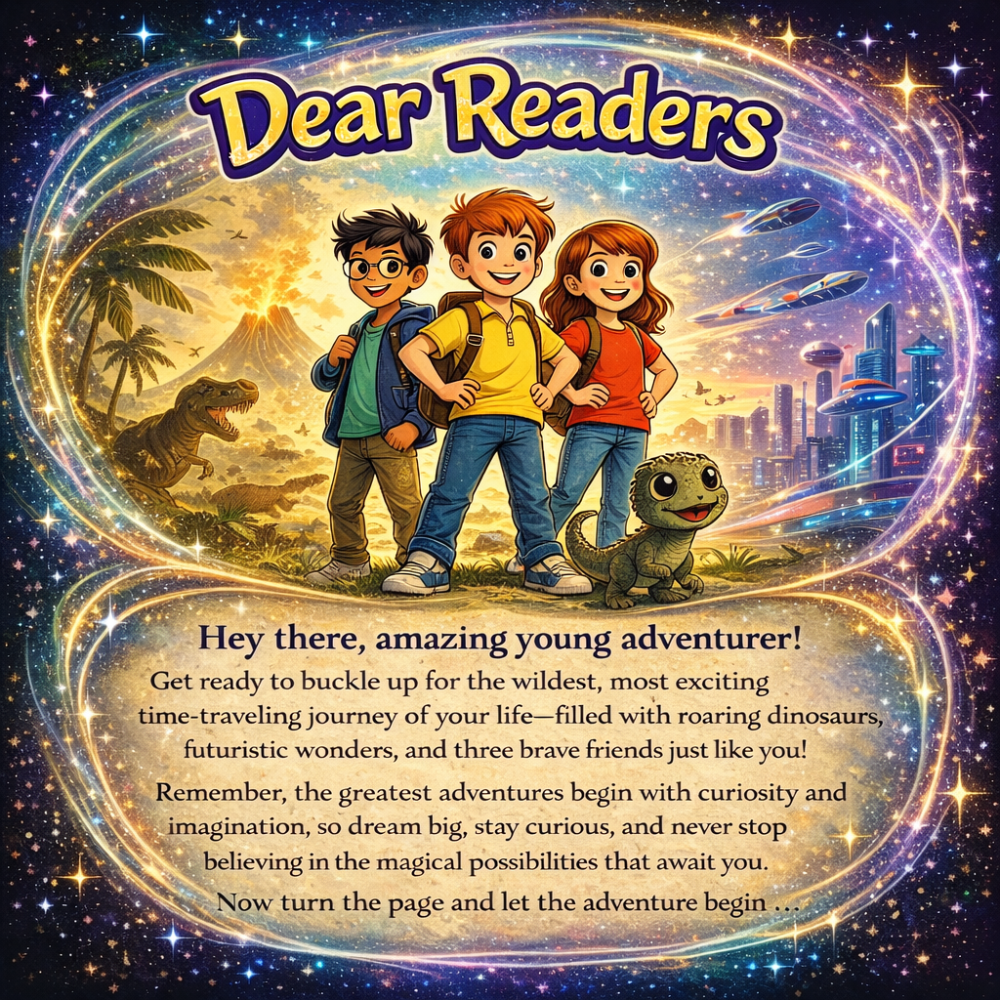 Dear Readers
Hey there, amazing young adventurer!
Get ready to buckle up for the wildest, most exciting
time-traveling journey of your life—filled with roaring dinosaurs,
futuristic wonders, and three brave friends just like you!
Remember, the greatest adventures begin with curiosity and
imagination, so dream big, stay curious, and never stop
believing in the magical possibilities that await you.
Now turn the page and let the adventure begin ...